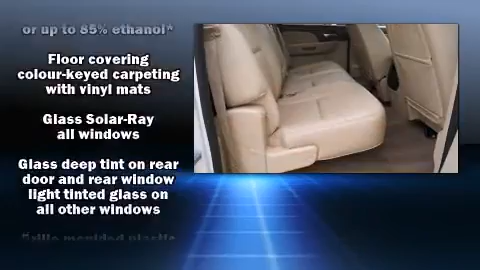 or up to 85% ethanol*
Floor covering
colour-keyed carpeting
with vinyl mats
Glass Solar-Ray
all windows
Glass deep tint on rear
door and rear window
light tinted glass on
all other windows